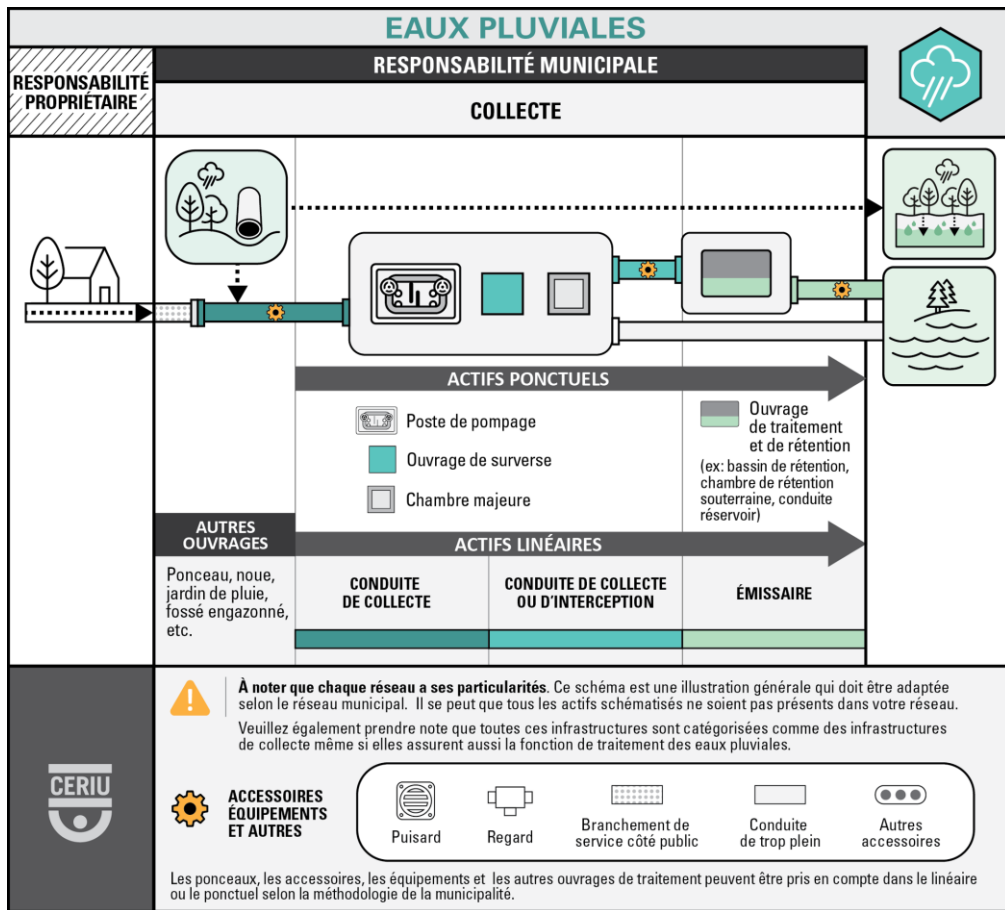 EAUX PLUVIALES
RESPONSABILITÉ
PROPRIÉTAIRE
RESPONSABILITÉ MUNICIPALE
COLLECTE
ACTIFS PONCTUELS
Poste de pompage
Ouvrage de surverse
Chambre majeure
Ouvrage
de traitement
et de rétention
(ex: bassin de rétention,
chambre de rétention
souterraine, conduite
réservoir)
AUTRES
OUVRAGES
Ponceau, noue,
jardin de pluie,
fossé engazonné,
etc.
ACTIFS LINÉAIRES
CONDUITE
DE COLLECTE
CONDUITE DE COLLECTE
OU D'INTERCEPTION
ÉMISSAIRE
À noter que chaque réseau a ses particularités. Ce schéma est une illustration générale qui doit être adaptée
selon le réseau municipal. Il se peut que tous les actifs schématisés ne soient pas présents dans votre réseau.
Veuillez également prendre note que toutes ces infrastructures sont catégorisées comme des infrastructures
de collecte même si elles assurent aussi la fonction de traitement des eaux pluviales.
CERIU
ACCESSOIRES
ÉQUIPEMENTS
ET AUTRES
Puisard
Regard
Branchement de
service côté public
Conduite
de trop plein
Autres
accessoires
Les ponceaux, les accessoires, les équipements et les autres ouvrages de traitement peuvent être pris en compte dans le linéaire
ou le ponctuel selon la méthodologie de la municipalité.